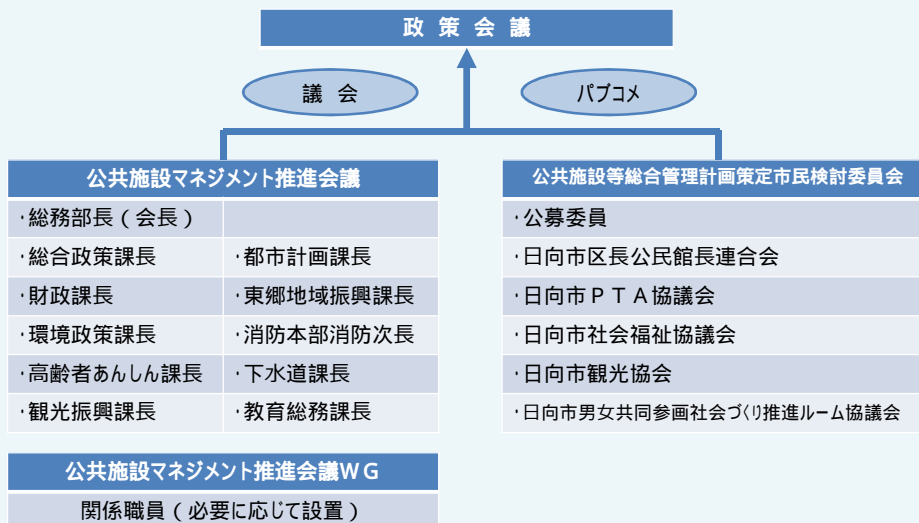 政 策 会 議
議 会
パブコメ
公共施設マネジメント推進会議
・総務部長（会長）
・総合政策課長 ・都市計画課長
・財政課長 ・東郷地域振興課長
・環境政策課長 ・消防本部消防次長
・高齢者あんしん課長 ・下水道課長
・観光振興課長 ・教育総務課長
公共施設等総合管理計画策定市民検討委員会
・公募委員
・日向市区長公民館長連合会
・日向市ＰＴＡ協議会
・日向市社会福祉協議会
・日向市観光協会
・日向市男女共同参画社会づくり推進ルーム協議会
公共施設マネジメント推進会議ＷＧ
関係職員（必要に応じて設置）